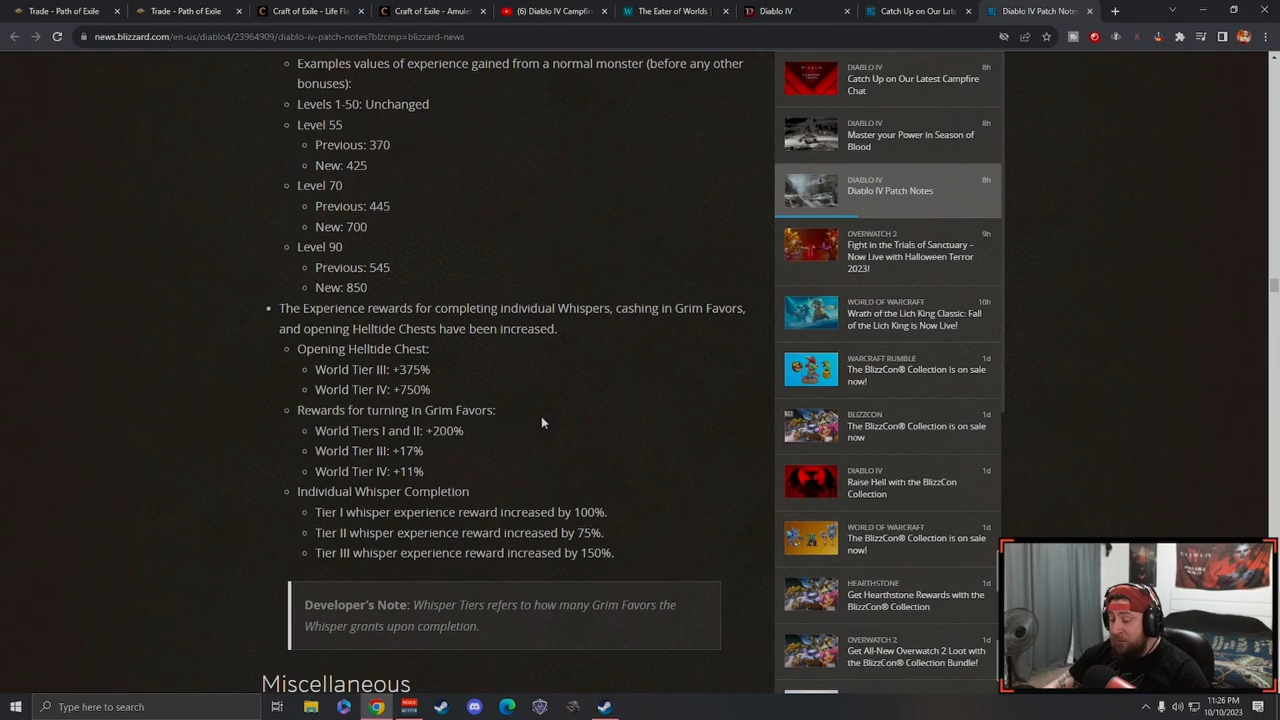 Trade - Path of Exile
Trade - Path of Exile
Craft of Exile - Life Fla
Craft of Exile - Amule
(6) Diablo IV Campfir
The Eater of Worlds |
Diablo IV
Catch Up on Our Late
Diablo IV Patch Notes
news.blizzard.com/en-us/diablo4/23964909/diablo-iv-patch-notes?blzcmp=blizzard-news
Examples values of experience gained from a normal monster (before any other
bonuses):
Levels 1-50: Unchanged
Level 55
Previous: 370
New: 425
Level 70
Previous: 445
New: 700
Level 90
Previous: 545
New: 850
The Experience rewards for completing individual Whispers, cashing in Grim Favors,
and opening Helltide Chests have been increased.
Opening Helltide Chest:
World Tier III: +375%
World Tier IV: +750%
Rewards for turning in Grim Favors:
World Tiers I and II: +200%
World Tier III: +17%
World Tier IV: +11%
Individual Whisper Completion
Tier I whisper experience reward increased by 100%.
Tier II whisper experience reward increased by 75%.
Tier III whisper experience reward increased by 150%.
Developer's Note: Whisper Tiers refers to how many Grim Favors the
Whisper grants upon completion.
Miscellaneous
DIABLO IV 8h
Catch Up on Our Latest Campfire
Chat
DIABLO IV 8h
Master your Power in Season of
Blood
DIABLO IV 8h
Diablo IV Patch Notes
OVERWATCH 2 9h
Fight in the Trials of Sanctuary –
Now Live with Halloween Terror
2023!
WORLD OF WARCRAFT 10h
Wrath of the Lich King Classic: Fall
of the Lich King is Now Live!
WARCRAFT RUMBLE 1d
The BlizzCon® Collection is on sale
now!
BLIZZCON 1d
The BlizzCon® Collection is on sale
now
DIABLO IV 1d
Raise Hell with the BlizzCon
Collection
WORLD OF WARCRAFT 1d
The BlizzCon® Collection is on sale
now!
HEARTHSTONE 1d
Get Hearthstone Rewards with the
BlizzCon® Collection
OVERWATCH 2 1d
Get All-New Overwatch 2 Loot with
the BlizzCon® Collection Bundle!
DIABLO
Type here to search
11:26 PM
10/10/2023